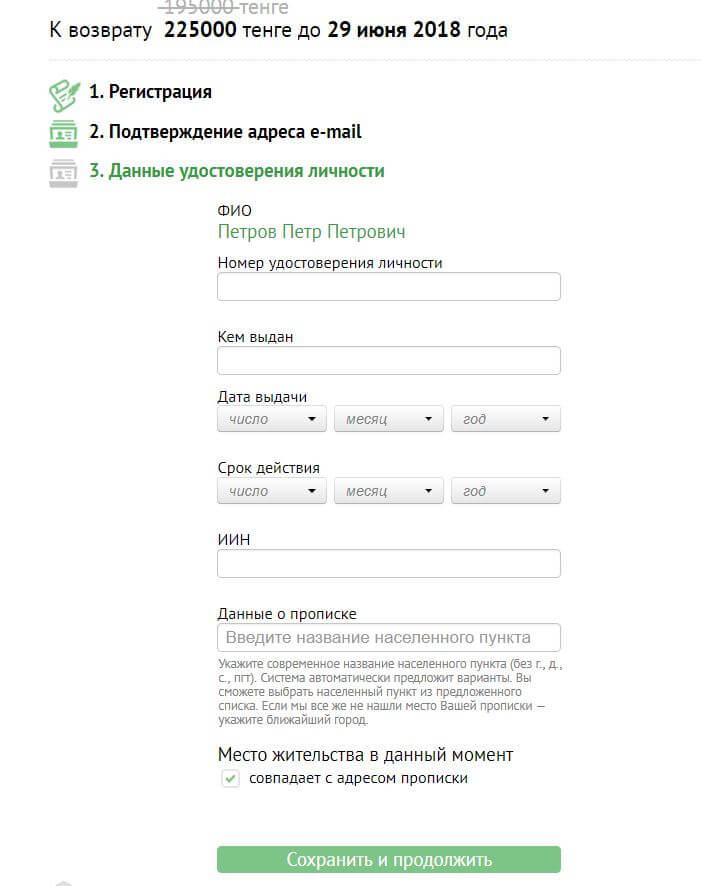 195000 тенге
К возврату 225000 тенге до 29 июня 2018 года
1. Регистрация
2. Подтверждение адреса e-mail
3. Данные удостоверения личности
ФИО
Петров Петр Петрович
Номер удостоверения личности
Кем выдан
Дата выдачи
число месяц год
Срок действия
число месяц год
ИИН
Данные о прописке
Введите название населенного пункта
Укажите современное название населенного пункта (без г., д.,
с., пгт). Система автоматически предложит варианты. Вы
сможете выбрать населенный пункт из предложенного
списка. Если мы все же не нашли место Вашей прописки —
укажите ближайший город.
Место жительства в данный момент
совпадает с адресом прописки
Сохранить и продолжить